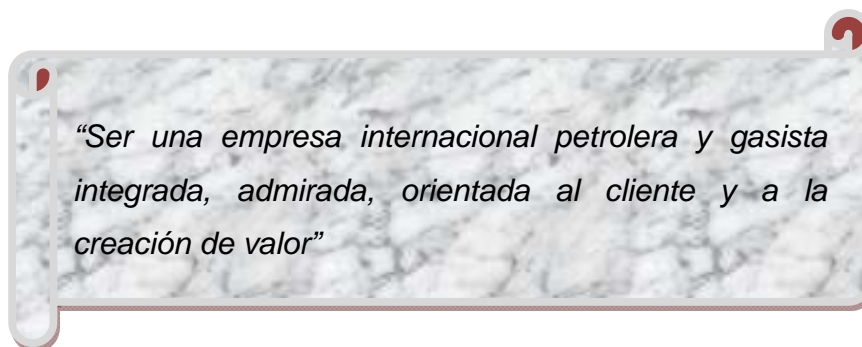 “Ser una empresa internacional petrolera y gasista
integrada, admirada, orientada al cliente y a la
creación de valor”